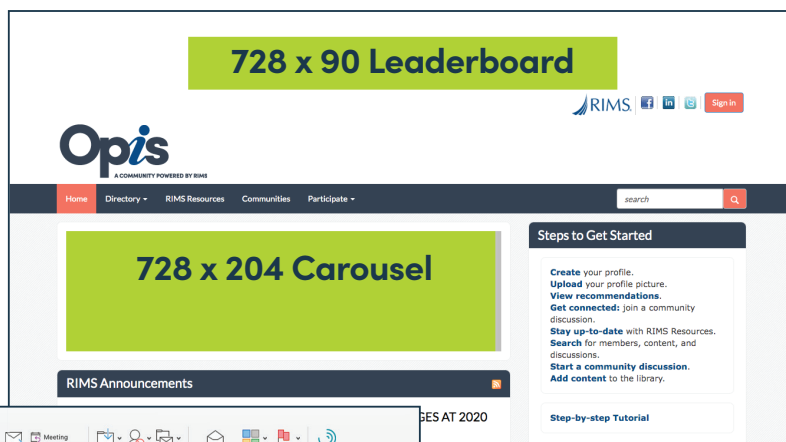 728 x 90 Leaderboard
RIMS
Sign in
Opis
A COMMUNITY POWERED BY RIMS
Home Directory RIMS Resources Communities Participate search
728 x 204 Carousel
Steps to Get Started
Create your profile.
Upload your profile picture.
View recommendations.
Get connected: join a community
discussion.
Stay up-to-date with RIMS Resources.
Search for members, content, and
discussions.
Start a community discussion.
Add content to the library.
RIMS Announcements
GES AT 2020
Step-by-step Tutorial
Meeting